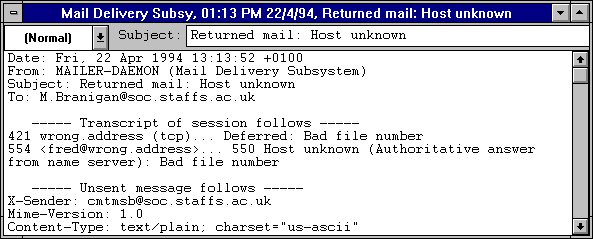 Mail Delivery Subsy, 01:13 PM 22/4/94, Returned mail: Host unknown
(Normal) Subject: Returned mail: Host unknown
Date: Fri, 22 Apr 1994 13:13:52 +0100
From: MAILER-DAEMON (Mail Delivery Subsystem)
Subject: Returned mail: Host unknown
To: M.Branigan@soc.staffs.ac.uk
----- Transcript of session follows -----
421 wrong.address (tcp)... Deferred: Bad file number
554 <fred@wrong.address>... 550 Host unknown (Authoritative answer
from name server): Bad file number
----- Unsent message follows -----
X-Sender: cmtmsb@soc.staffs.ac.uk
Mime-Version: 1.0
Content-Type: text/plain; charset="us-ascii"